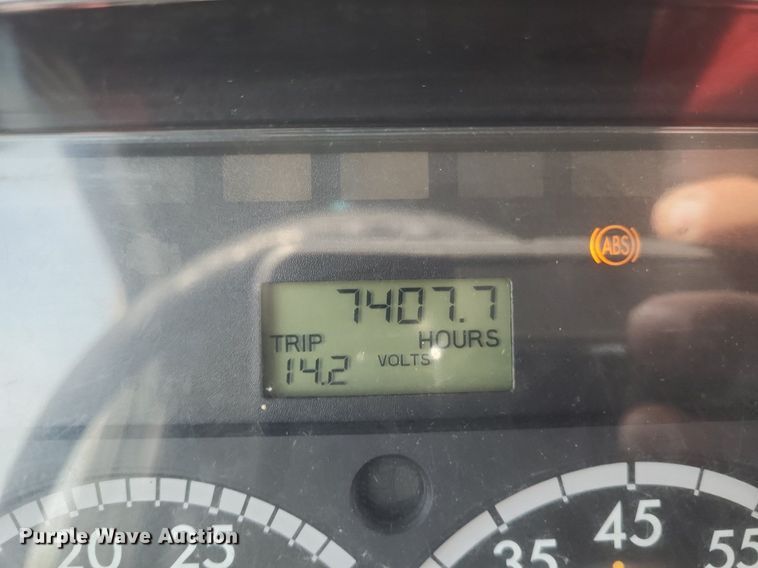 ABS
7407.7
TRIP HOURS
14.2 VOLTS
20 25
35 45 55
Purple Wave Auction